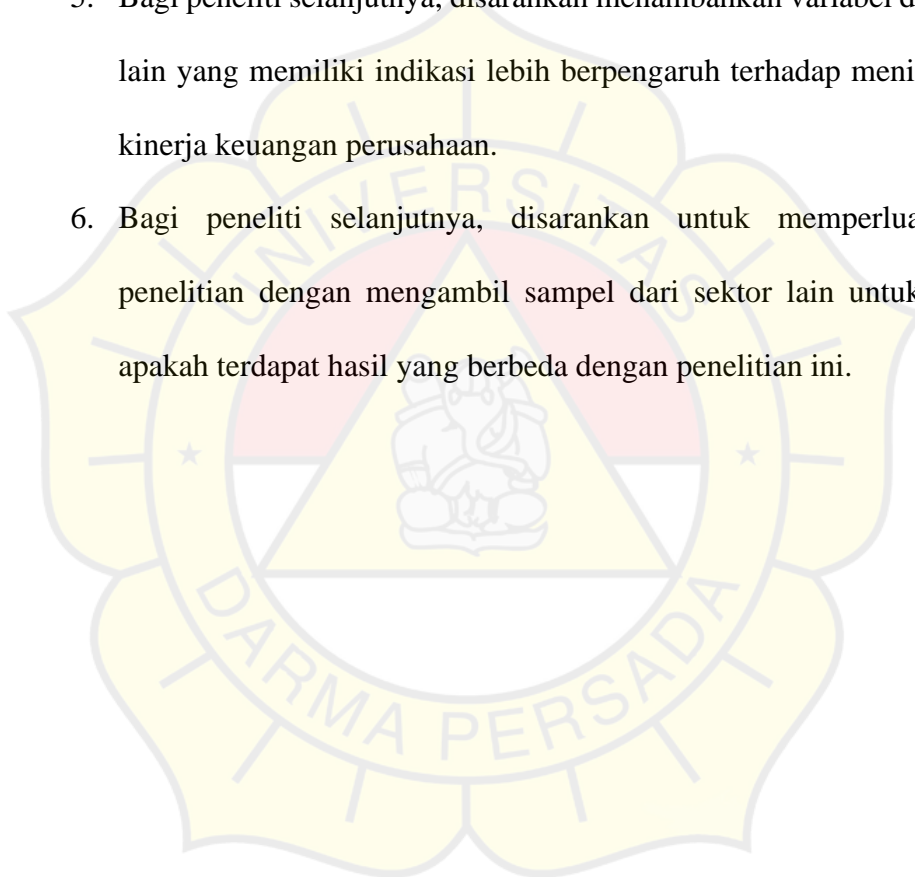 5. Bagi peneliti selanjutnya, disarankan menambahkan variabel
lain yang memiliki indikasi lebih berpengaruh terhadap
kinerja keuangan perusahaan.
6. Bagi peneliti selanjutnya, disarankan untuk
penelitian dengan mengambil sampel dari sektor lain untuk
apakah terdapat hasil yang berbeda dengan penelitian ini.
UNIVERSITAS
DARMA PERSADA